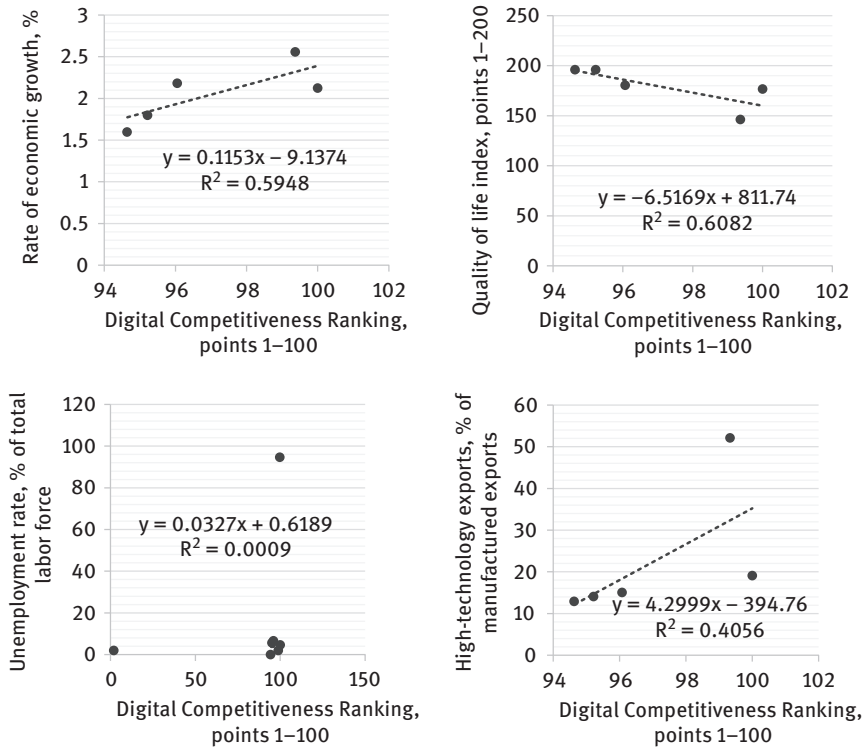 Rate of economic growth, %
3
2.5
2
1.5
1
0.5
0
y = 0.1153x – 9.1374
R² = 0.5948
94 96 98 100 102
Digital Competitiveness Ranking,
points 1–100
Quality of life index, points 1–200
250
200
150
100
50
0
y = –6.5169x + 811.74
R² = 0.6082
94 96 98 100 102
Digital Competitiveness Ranking,
points 1–100
Unemployment rate, % of total
labor force
120
100
80
60
40
20
0
y = 0.0327x + 0.6189
R² = 0.0009
0 50 100 150
Digital Competitiveness Ranking,
points 1–100
High-technology exports, % of
manufactured exports
60
50
40
30
20
10
0
y = 4.2999x – 394.76
R² = 0.4056
94 96 98 100 102
Digital Competitiveness Ranking,
points 1–100